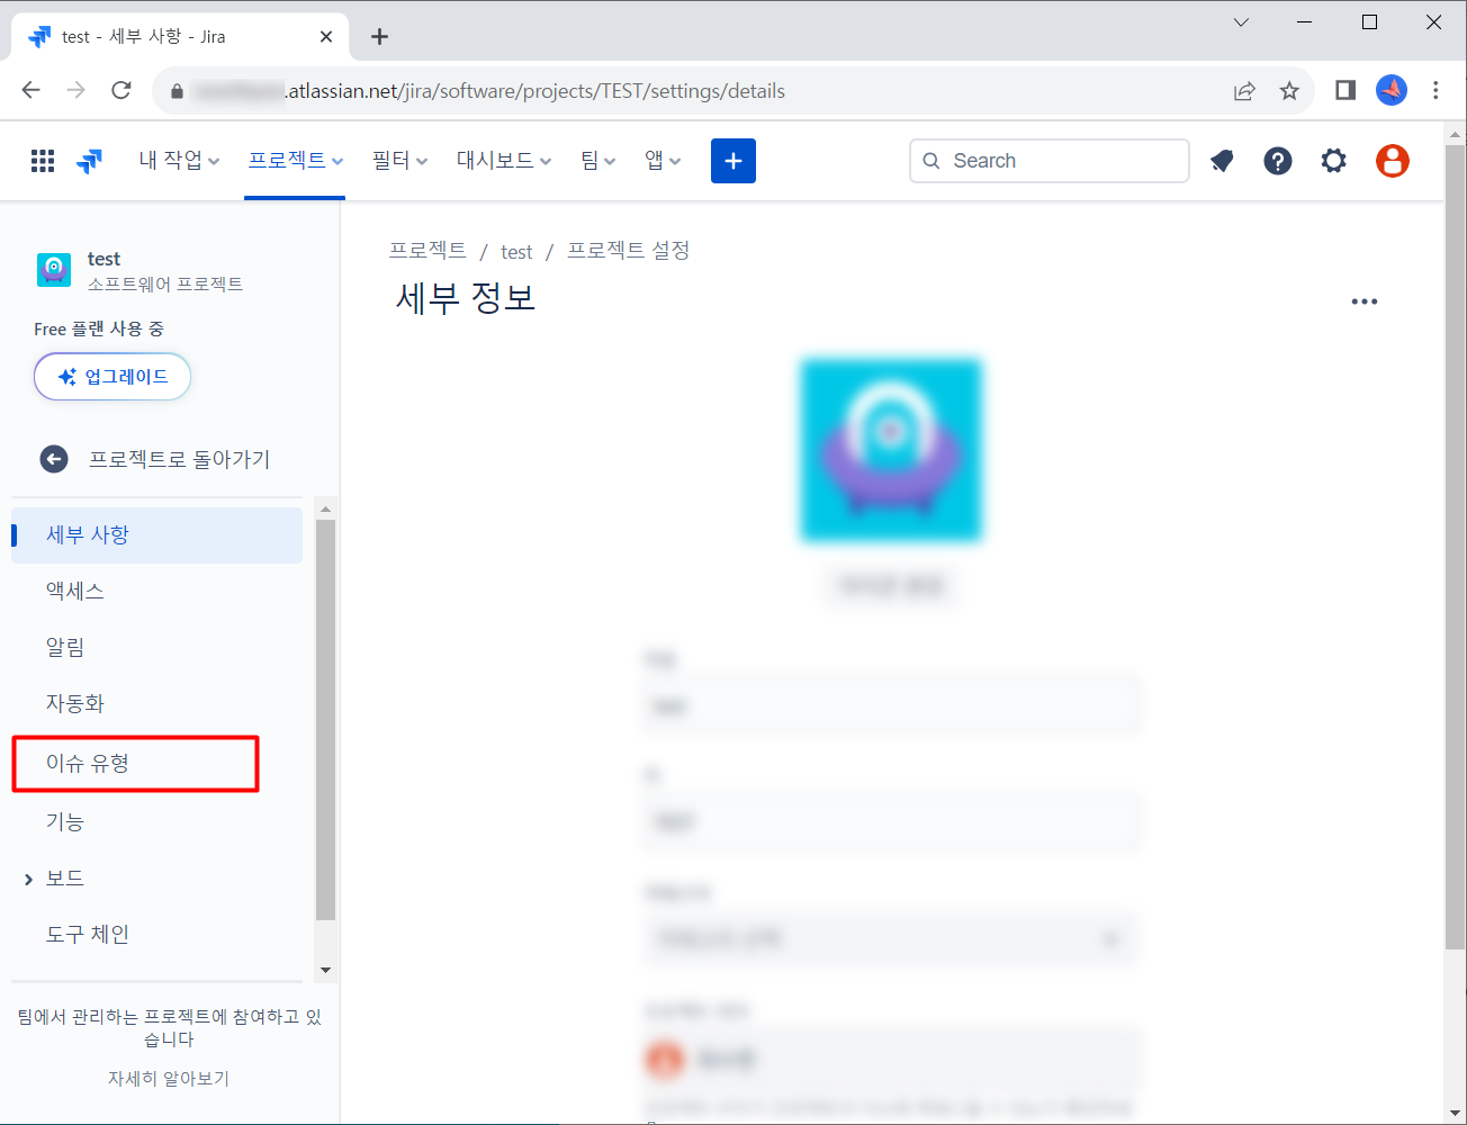 test - 세부 사항 - Jira
.atlassian.net/jira/software/projects/TEST/settings/details
내 작업 프로젝트 필터 대시보드 팀 앱 + Search
test
소프트웨어 프로젝트
Free 플랜 사용 중
업그레이드
프로젝트로 돌아가기
세부 사항
액세스
알림
자동화
이슈 유형
기능
보드
도구 체인
팀에서 관리하는 프로젝트에 참여하고 있
습니다
자세히 알아보기
프로젝트 / test / 프로젝트 설정
세부 정보